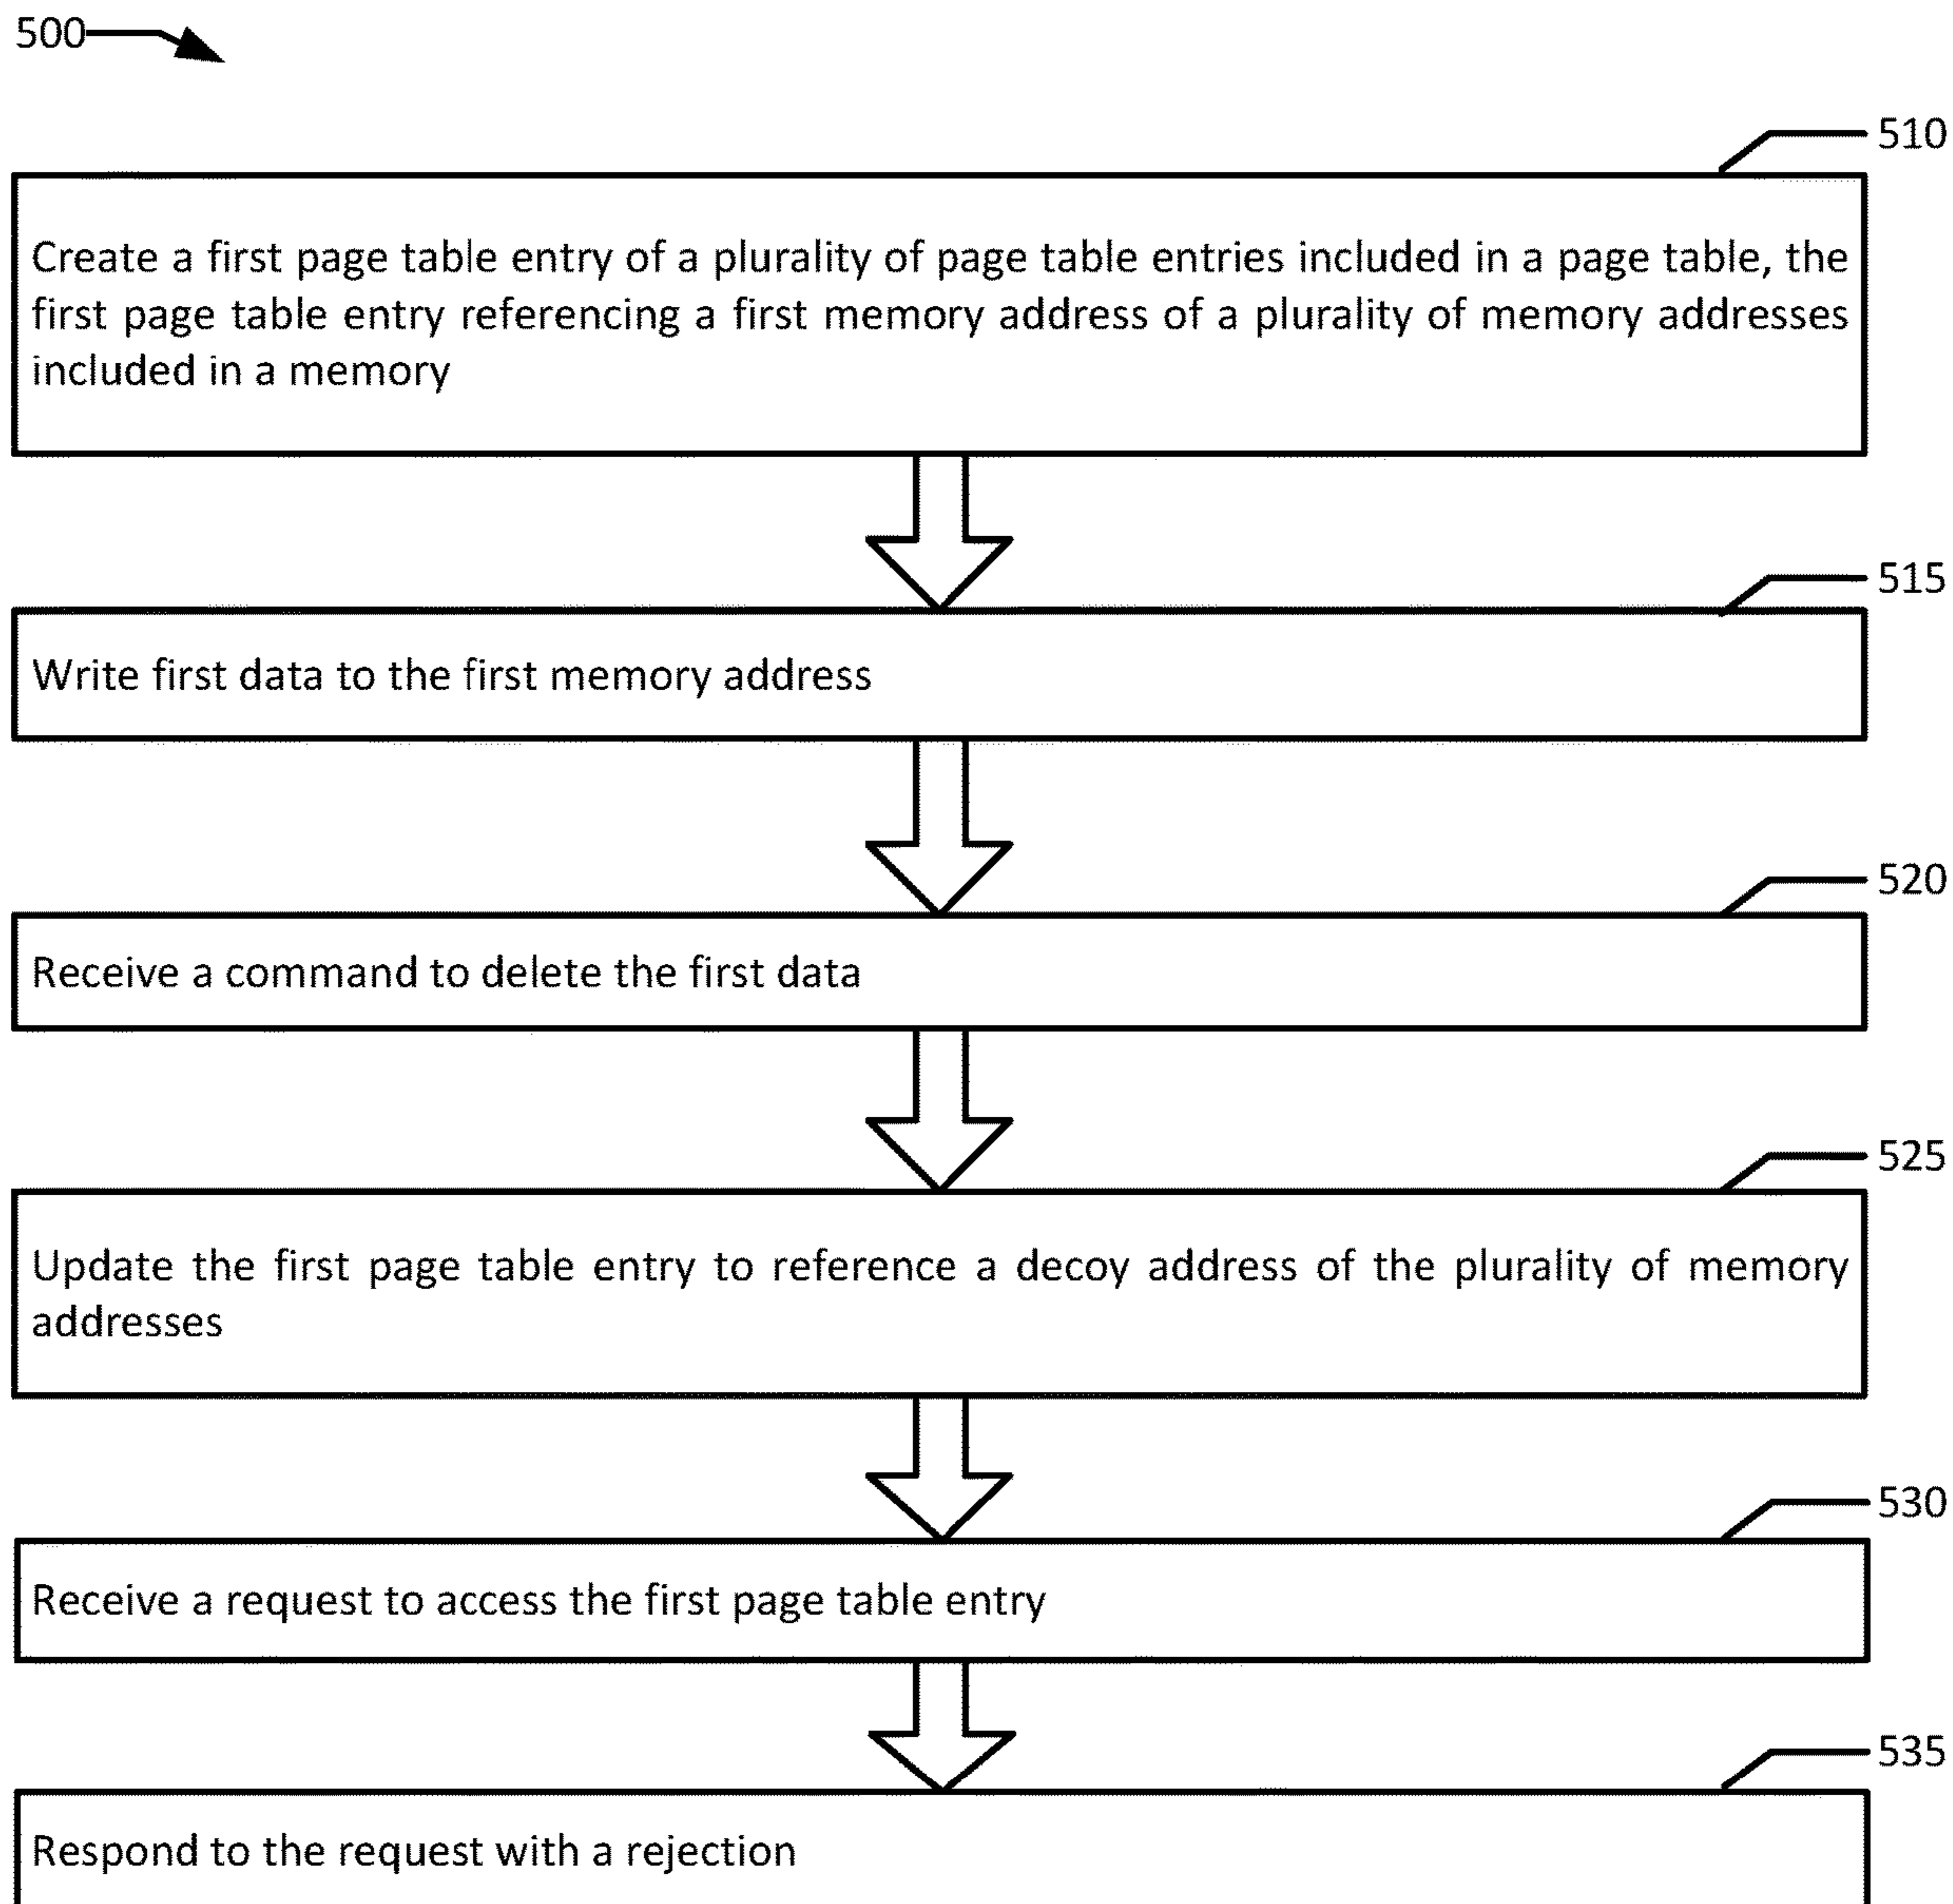 500
510
Create a first page table entry of a plurality of page table entries included in a page table, the
first page table entry referencing a first memory address of a plurality of memory addresses
included in a memory
515
Write first data to the first memory address
520
Receive a command to delete the first data
525
Update the first page table entry to reference a decoy address of the plurality of memory
addresses
530
Receive a request to access the first page table entry
535
Respond to the request with a rejection